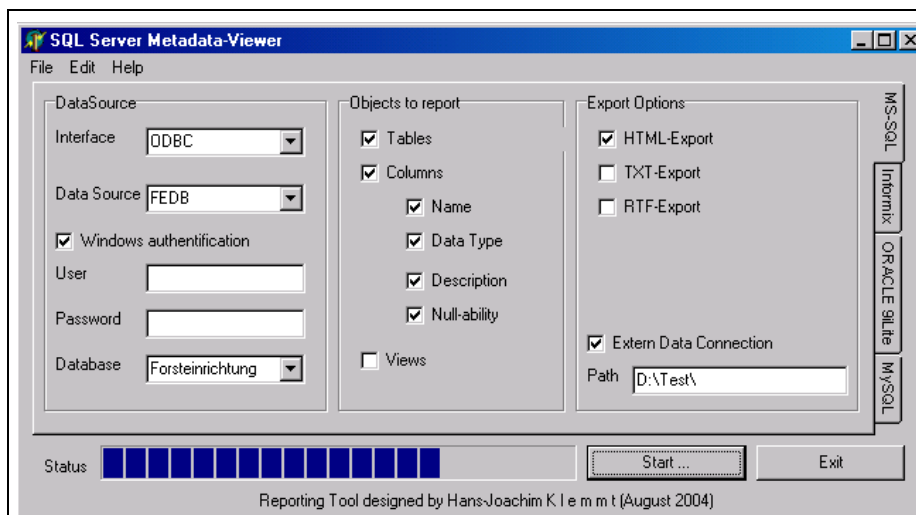 SQL Server Metadata-Viewer
File Edit Help
DataSource
Interface
ODBC
Data Source
FEDB
Windows authentification
User
Password
Database
Forsteinrichtung
Objects to report
Tables
Columns
Name
Data Type
Description
Null-ability
Views
Export Options
HTML-Export
TXT-Export
RTF-Export
Extern Data Connection
Path
D:\Test\
MS-SQL
Informix
ORACLE 9iLite
MySQL
Status
Start ...
Exit
Reporting Tool designed by Hans-Joachim K l e m m t (August 2004)